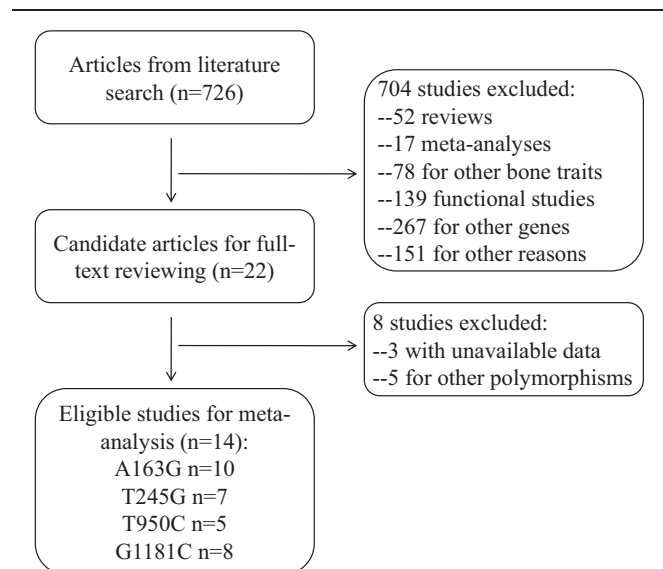 Articles from literature
search (n=726)
704 studies excluded:
--52 reviews
--17 meta-analyses
--78 for other bone traits
--139 functional studies
--267 for other genes
--151 for other reasons
Candidate articles for full-
text reviewing (n=22)
8 studies excluded:
--3 with unavailable data
--5 for other polymorphisms
Eligible studies for meta-
analysis (n=14):
A163G n=10
T245G n=7
T950C n=5
G1181C n=8